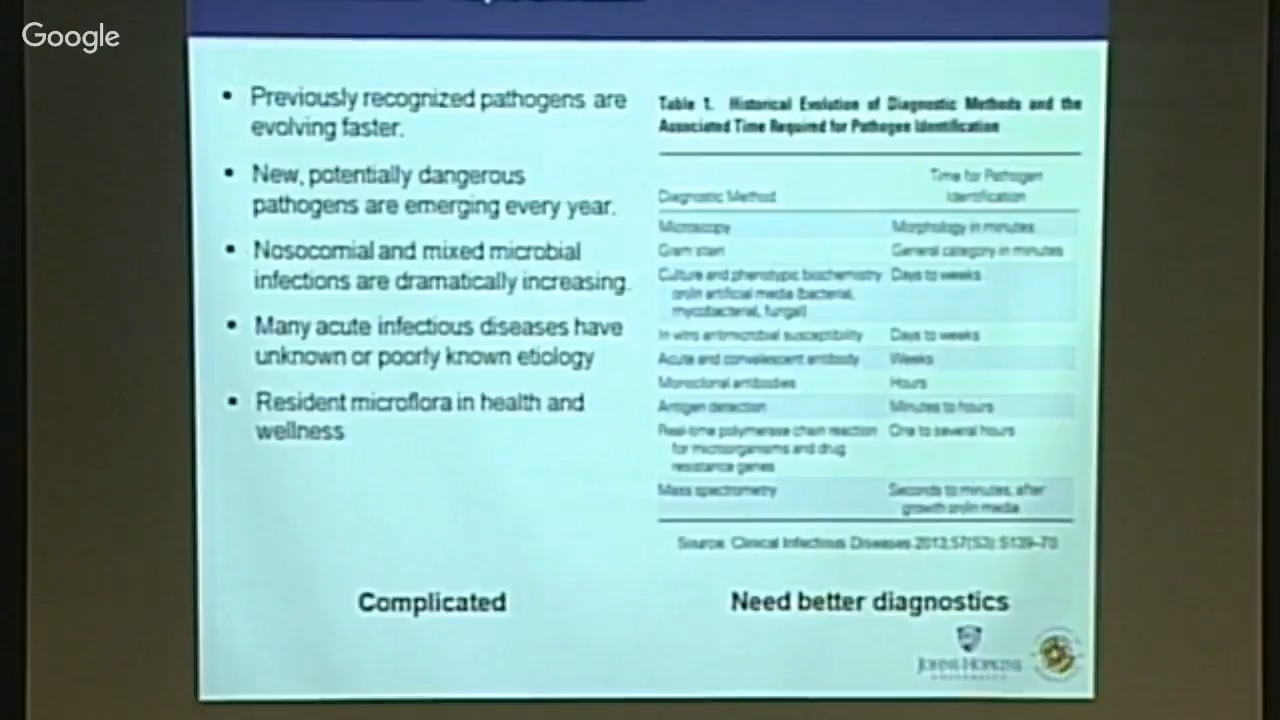 Google
• Previously recognized pathogens are
evolving faster.
• New, potentially dangerous
pathogens are emerging every year.
• Nosocomial and mixed microbial
infections are dramatically increasing.
• Many acute infectious diseases have
unknown or poorly known etiology
• Resident microflora in health and
wellness
Complicated
Table 1. Historical Evolution of Diagnostic Methods and the
Associated Time Required for Pathogen Identification
Diagnostic Method
Time for Pathogen
Identification
Microscopy
Morphology in minutes
Gram stain
General category in minutes
Culture and phenotypic biochemistry
Days to weeks
on/in artificial media (bacterial,
mycobacterial, fungal)
In vitro antimicrobial susceptibility
Days to weeks
Acute and convalescent antibody
Weeks
Monoclonal antibodies
Hours
Antigen detection
Minutes to hours
Real-time polymerase chain reaction
One to several hours
for microorganisms and drug
resistance genes
Mass spectrometry
Seconds to minutes, after
growth on/in media
Source: Clinical Infectious Diseases 2013;57(S3) S139–70
Need better diagnostics
JOHNS HOPKINS
UNIVERSITY